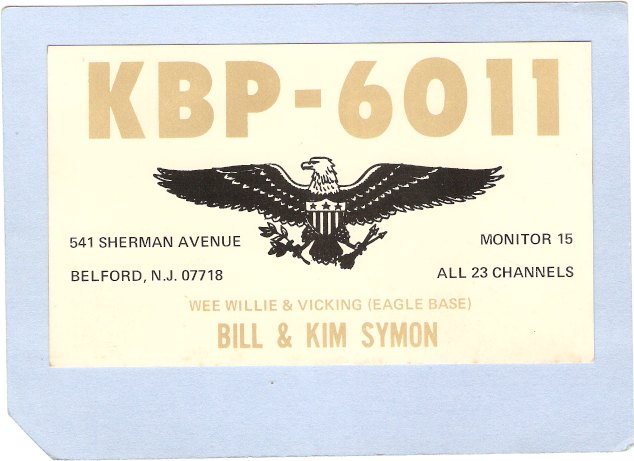 KBP-6011
541 SHERMAN AVENUE
MONITOR 15
BELFORD, N.J. 07718
ALL 23 CHANNELS
WEE WILLIE & VICKING (EAGLE BASE)
BILL & KIM SYMON